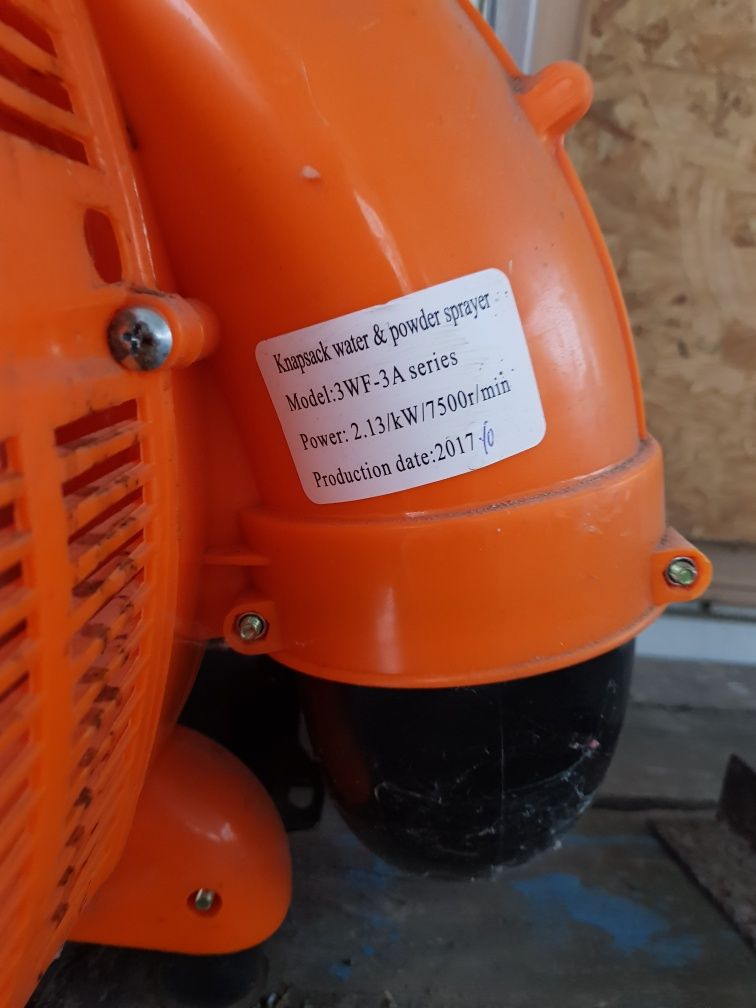 Knapsack water & powder sprayer
Model:3WF-3A series
Power: 2.13/kW/7500r/min
Production date:2017 10